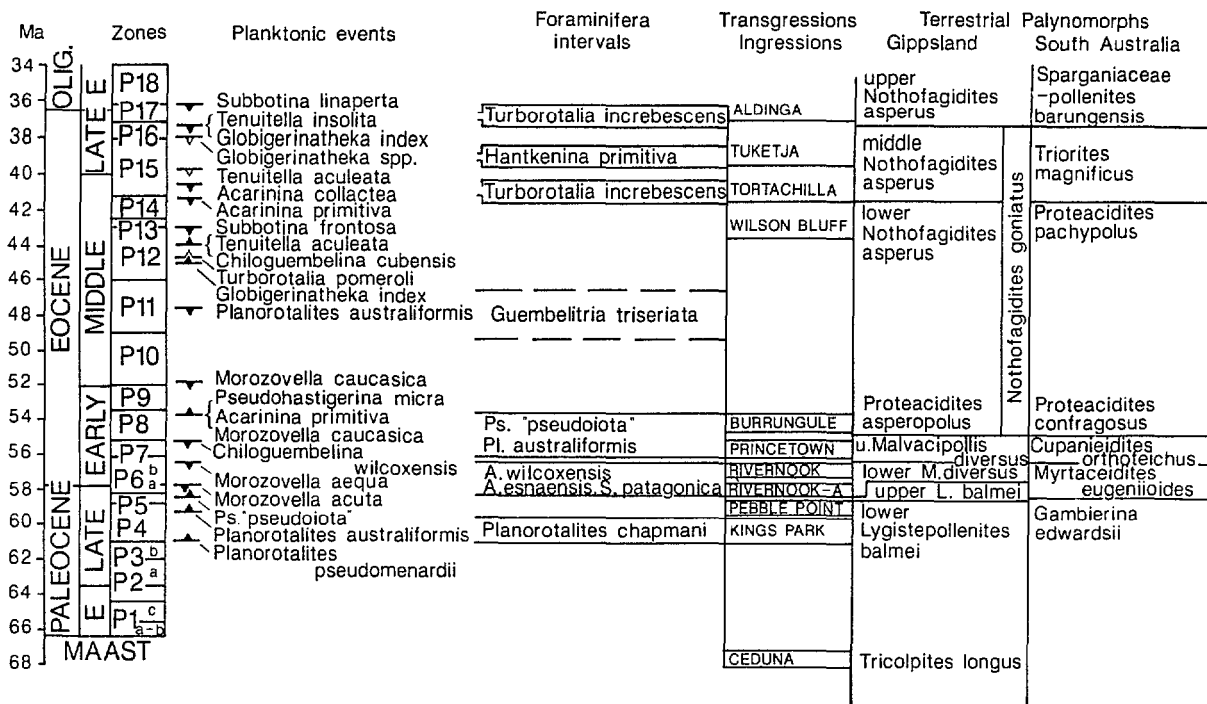 Ma
Zones
Planktonic events
Foraminifera
intervals
Transgressions
Ingressions
Terrestrial Palynomorphs
Gippsland
South Australia
34
36
38
40
42
44
46
48
50
52
54
56
58
60
62
64
66
68
OLIG.
EOCENE
PALEOCENE
LATE E
MIDDLE
EARLY
LATE
E
MAAST
P18
P17
P16
P15
P14
P13
P12
P11
P10
P9
P8
P7
P6 b a
P5
P4
P3 b a
P2
P1 c a-b
Subbotina linaperta
Tenuitella insolita
Globigerinatheka index
Globigerinatheka spp.
Tenuitella aculeata
Acarinina collactea
Acarinina primitiva
Subbotina frontosa
Tenuitella aculeata
Chiloguembelina cubensis
Turborotalia pomeroli
Globigerinatheka index
Planorotalites australiformis
Morozovella caucasica
Pseudohastigerina micra
Acarinina primitiva
Morozovella caucasica
Chiloguembelina
wilcoxensis
Morozovella aequa
Morozovella acuta
Ps."pseudoiota"
Planorotalites australiformis
Planorotalites
pseudomenardii
Turborotalia increbescens
Hantkenina primitiva
Turborotalia increbescens
Guembelitria triseriata
Ps. "pseudoiota"
Pl. australiformis
A. wilcoxensis
A.esnaensis.S. patagonica
Planorotalites chapmani
ALDINGA
TUKETJA
TORTACHILLA
WILSON BLUFF
BURRUNGULE
PRINCETOWN
RIVERNOOK
RIVERNOOK-A
PEBBLE POINT
KINGS PARK
CEDUNA
upper
Nothofagidites
asperus
middle
Nothofagidites
asperus
lower
Nothofagidites
asperus
Proteacidites
asperopolus
u.Malvacipollis
diversus
lower M.diversus
upper L. balmei
lower
Lygistepollenites
balmei
Tricolpites longus
Nothofagidites goniatus
Sparganiaceae
-pollenites
barungensis
Triorites
magnificus
Proteacidites
pachypolus
Proteacidites
confragosus
Cupanieidites
orthoteichus
Myrtaceidites
eugeniioides
Gambierina
edwardsii